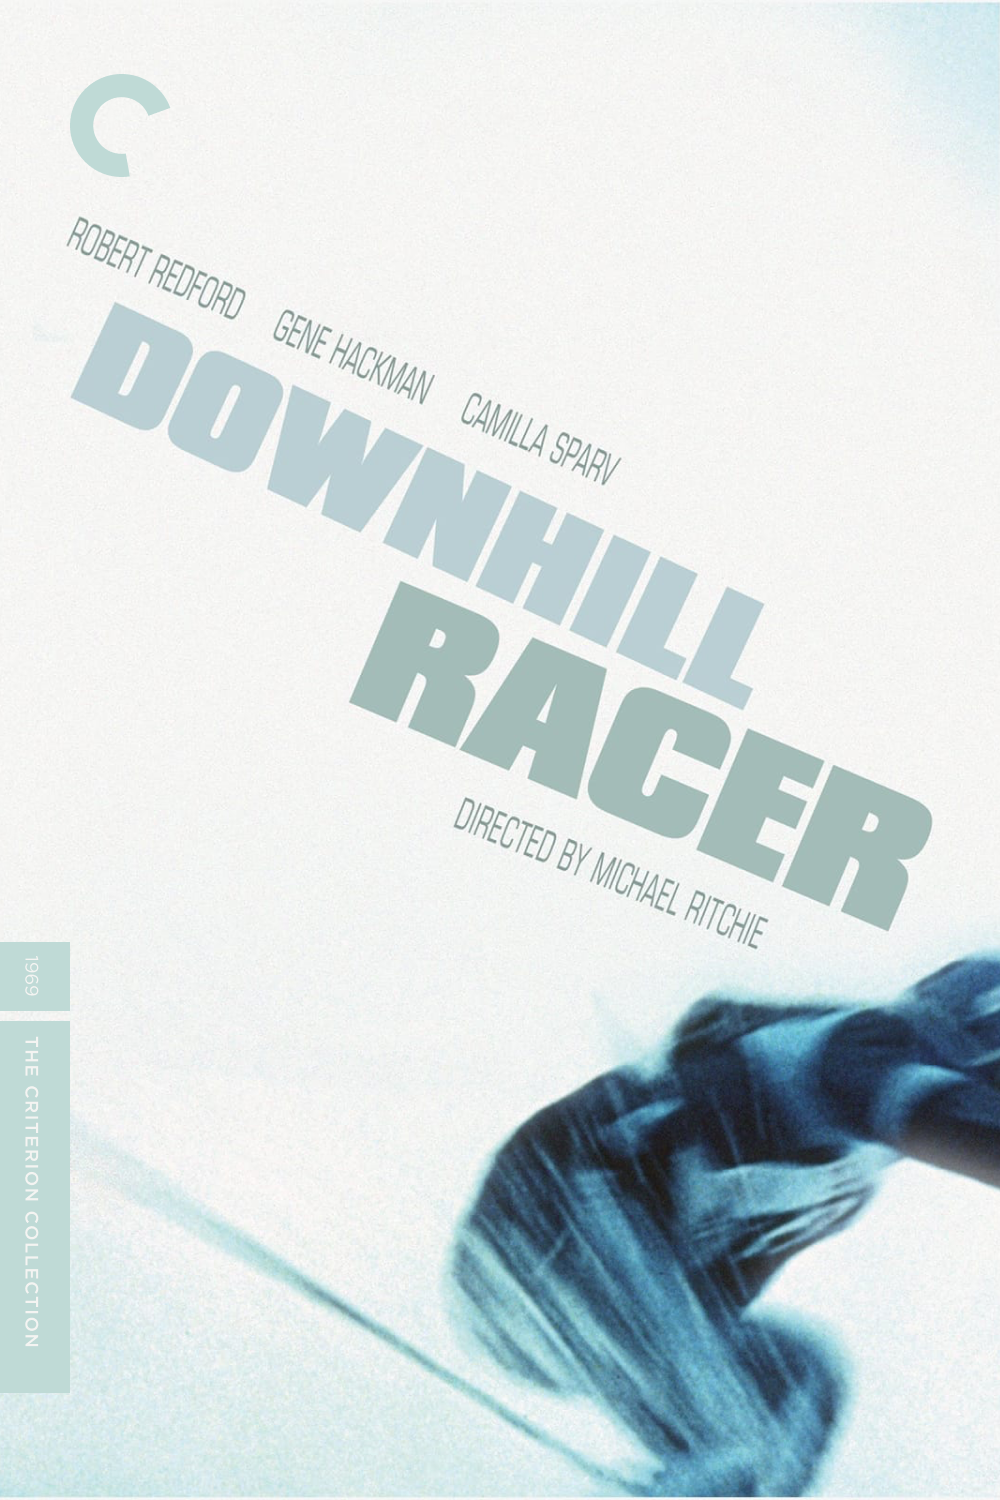 ROBERT REDFORD GENE HACKMAN CAMILLA SPARV
DOWNHILL
RACER
DIRECTED BY MICHAEL RITCHIE
1969
THE CRITERION COLLECTION